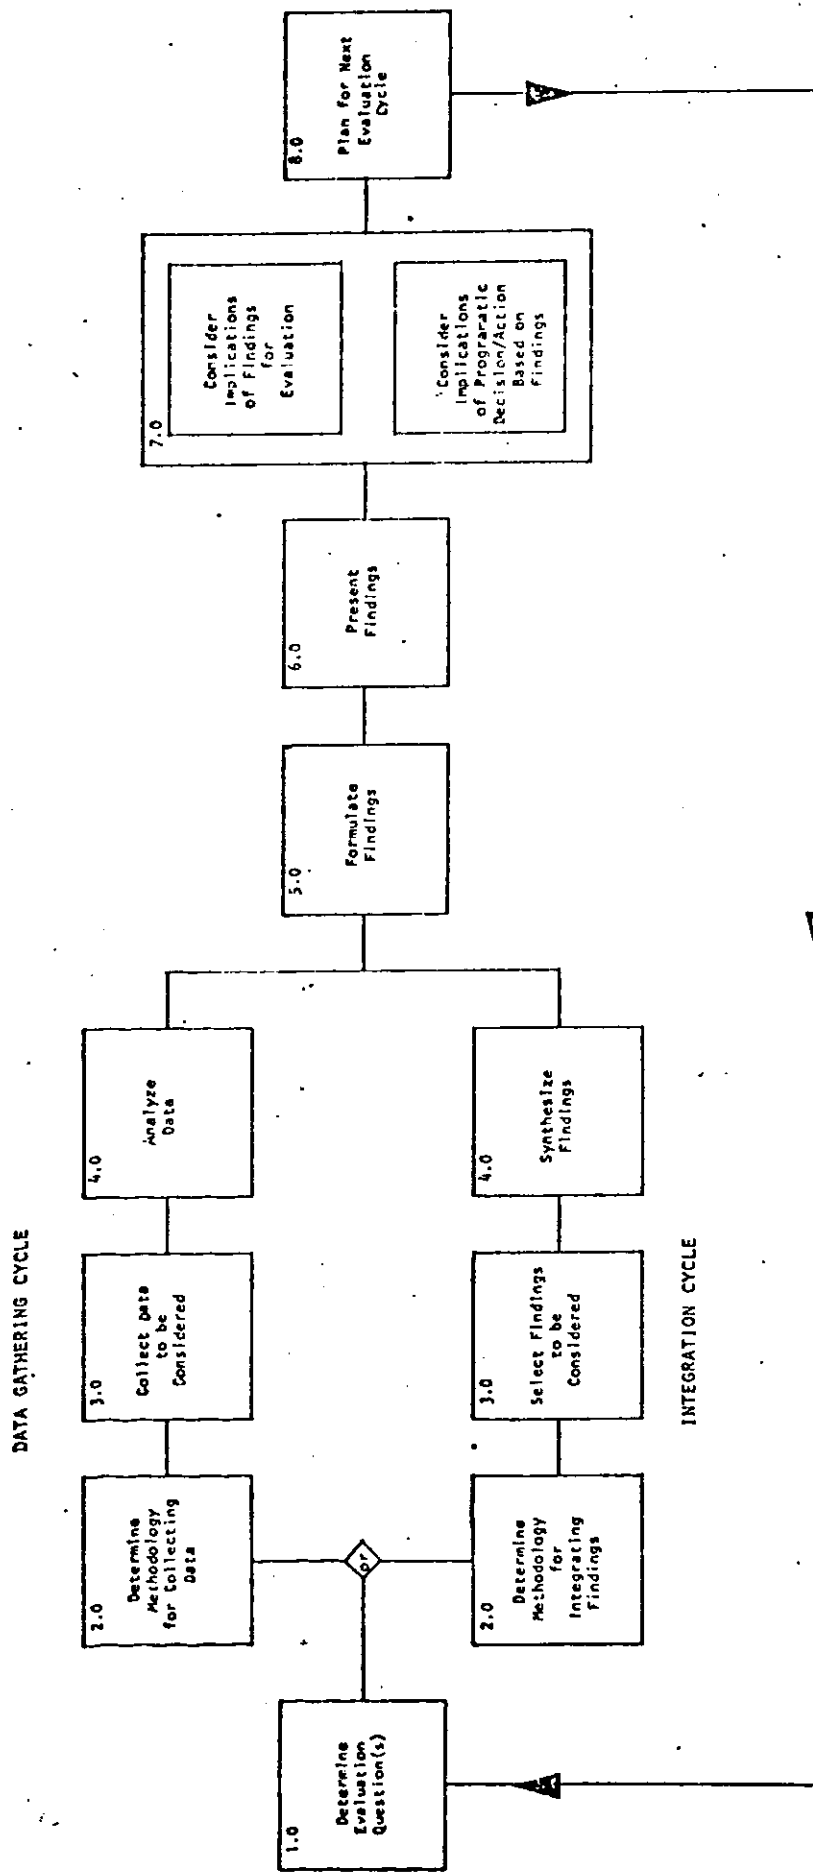 DATA GATHERING CYCLE
1.0
Determine
Evaluation
Question(s)
or
2.0
Determine
Methodology
for Collecting
Data
3.0
Collect Data
to be
Considered
4.0
Analyze
Data
2.0
Determine
Methodology
for
Integrating
Findings
3.0
Select Findings
to be
Considered
4.0
Synthesize
Findings
INTEGRATION CYCLE
5.0
Formulate
Findings
6.0
Present
Findings
7.0
Consider
Implications
of Findings
for
Evaluation
Consider
Implications
of Programatic
Decision/Action
Based on
Findings
8.0
Plan for Next
Evaluation
Cycle